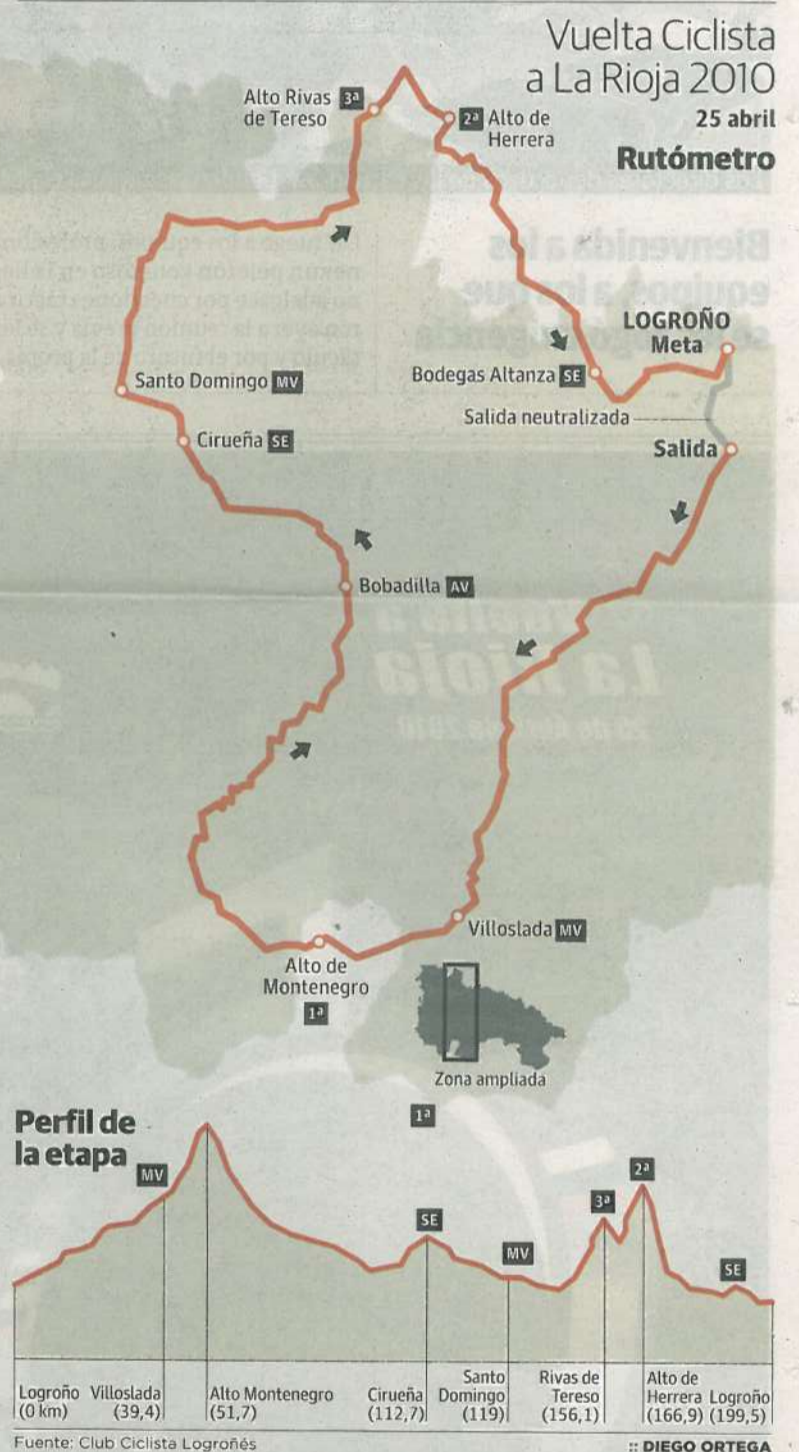 Vuelta Ciclista
a La Rioja 2010
25 abril
Rutómetro
Alto Rivas
de Tereso
3ª
2ª
Alto de
Herrera
LOGROÑO
Meta
Bodegas Altanza SE
Salida neutralizada
Salida
Santo Domingo MV
Cirueña SE
Bobadilla AV
Villoslada MV
Alto de
Montenegro
1ª
Zona ampliada
Perfil de
la etapa
MV
1ª
SE
MV
3ª
2ª
SE
Logroño
(0 km)
Villoslada
(39,4)
Alto Montenegro
(51,7)
Cirueña
(112,7)
Santo
Domingo
(119)
Rivas de
Tereso
(156,1)
Alto de
Herrera
(166,9)
Logroño
(199,5)
Fuente: Club Ciclista Logroñés
:: DIEGO ORTEGA